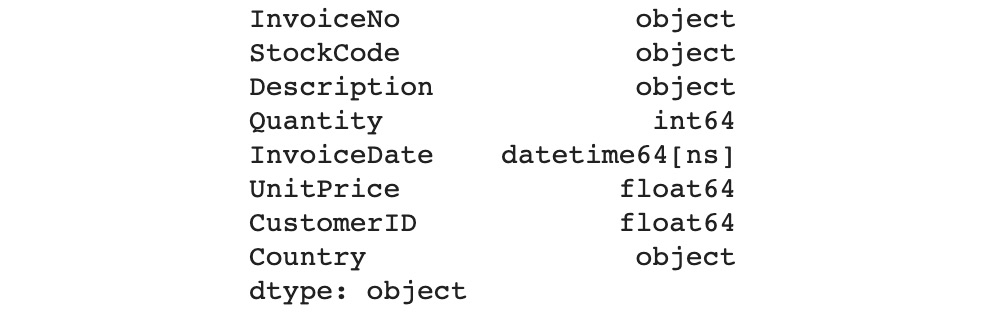 InvoiceNo object
StockCode object
Description object
Quantity int64
InvoiceDate datetime64[ns]
UnitPrice float64
CustomerID float64
Country object
dtype: object